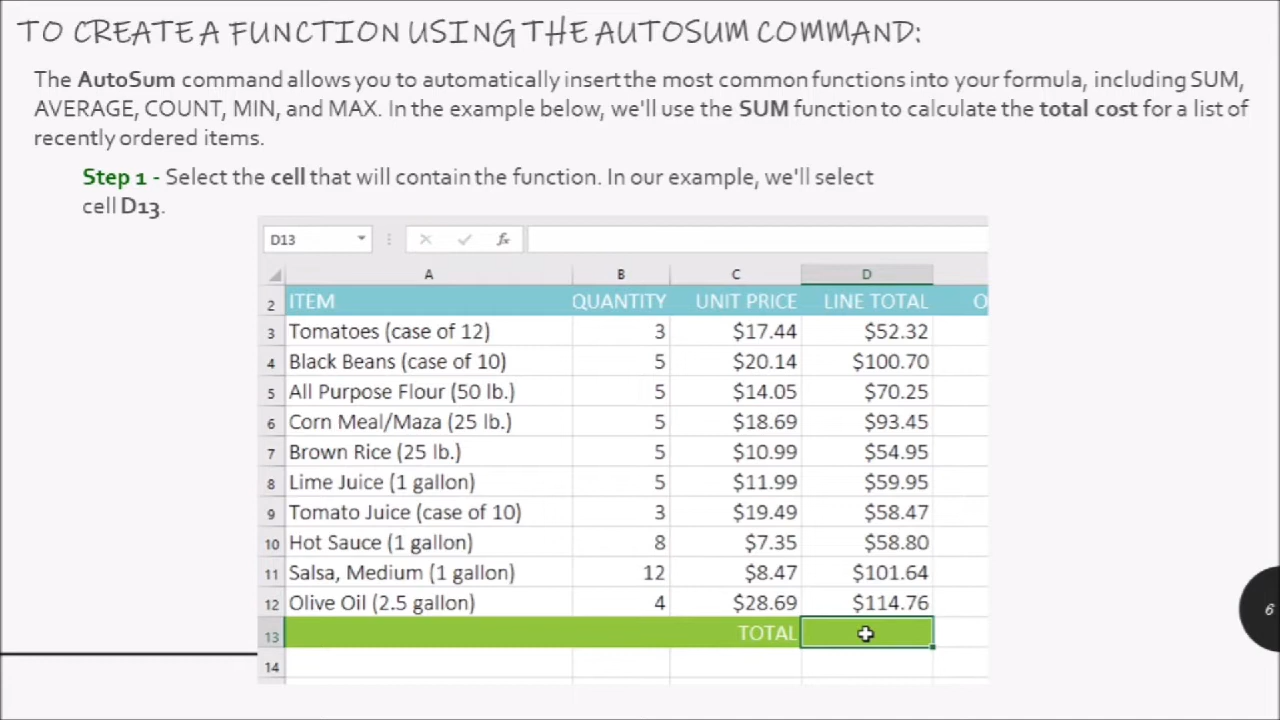 TO CREATE A FUNCTION USING THE AUTOSUM COMMAND:
The AutoSum command allows you to automatically insert the most common functions into your formula, including SUM,
AVERAGE, COUNT, MIN, and MAX. In the example below, we'll use the SUM function to calculate the total cost for a list of
recently ordered items.
Step 1 - Select the cell that will contain the function. In our example, we'll select
cell D13.
D13 fx
A B C D
2 ITEM QUANTITY UNIT PRICE LINE TOTAL O
3 Tomatoes (case of 12) 3 $17.44 $52.32
4 Black Beans (case of 10) 5 $20.14 $100.70
5 All Purpose Flour (50 lb.) 5 $14.05 $70.25
6 Corn Meal/Maza (25 lb.) 5 $18.69 $93.45
7 Brown Rice (25 lb.) 5 $10.99 $54.95
8 Lime Juice (1 gallon) 5 $11.99 $59.95
9 Tomato Juice (case of 10) 3 $19.49 $58.47
10 Hot Sauce (1 gallon) 8 $7.35 $58.80
11 Salsa, Medium (1 gallon) 12 $8.47 $101.64
12 Olive Oil (2.5 gallon) 4 $28.69 $114.76
13 TOTAL
14
6